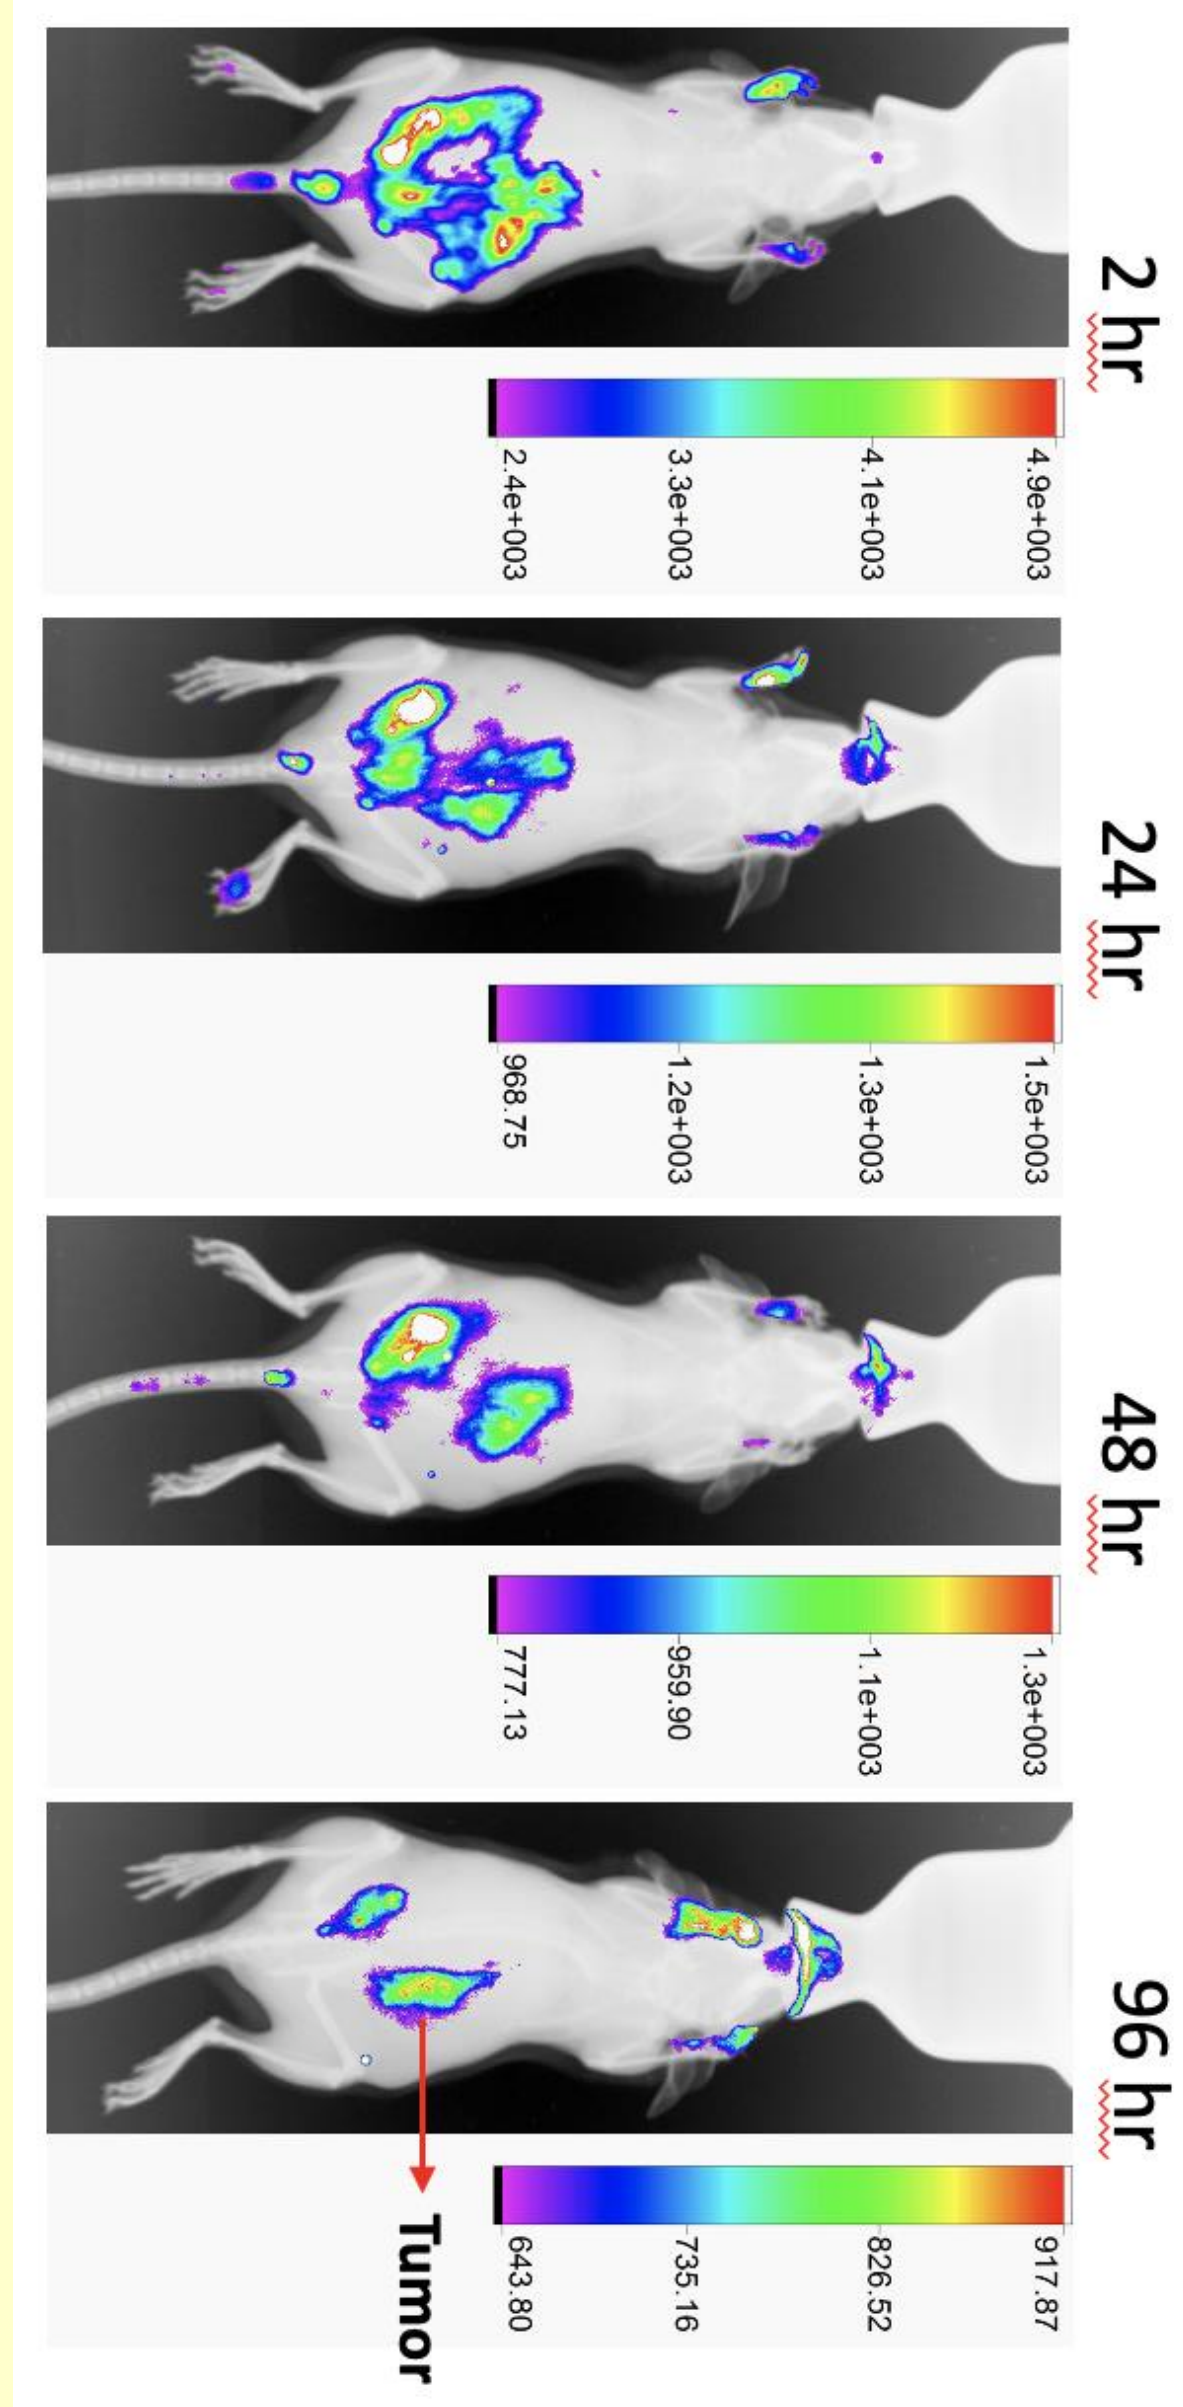 2 hr
4.9e+003
4.1e+003
3.3e+003
2.4e+003
24 hr
1.5e+003
1.3e+003
1.2e+003
968.75
48 hr
1.3e+003
1.1e+003
959.90
777.13
96 hr
917.87
826.52
735.16
643.80
Tumor